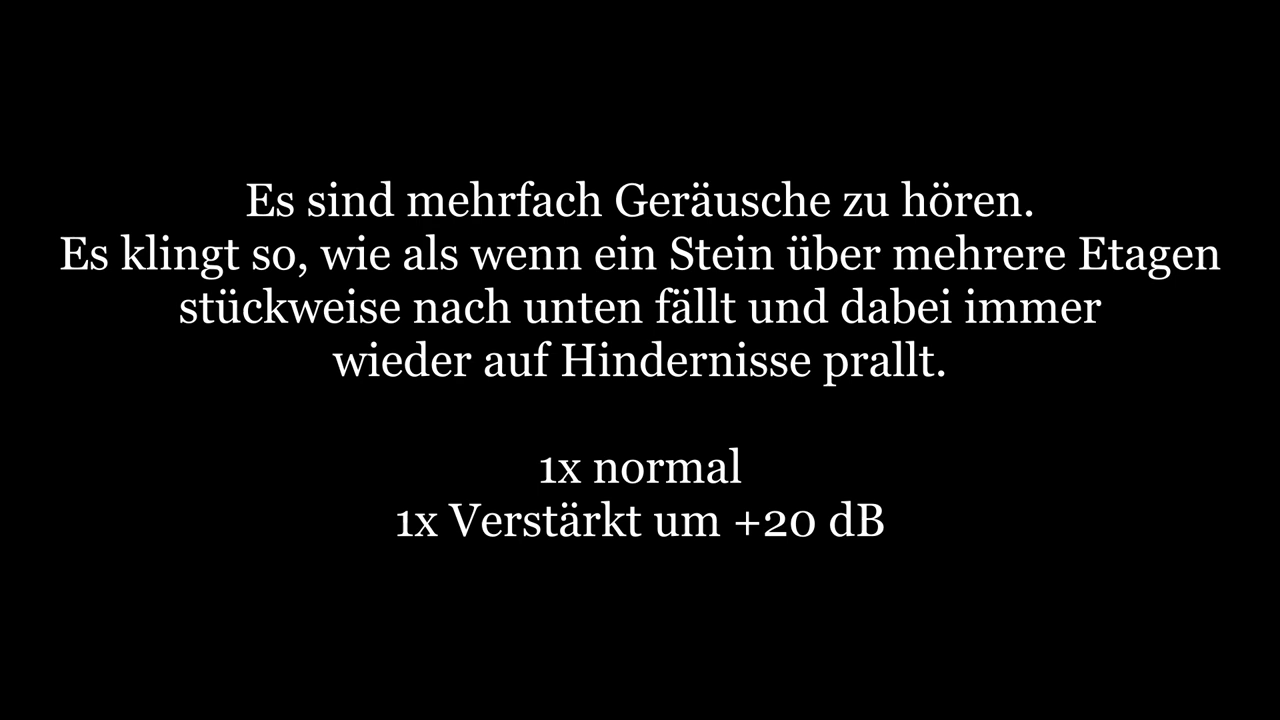 Es sind mehrfach Geräusche zu hören.
Es klingt so, wie als wenn ein Stein über mehrere Etagen
stückweise nach unten fällt und dabei immer
wieder auf Hindernisse prallt.
1x normal
1x Verstärkt um +20 dB